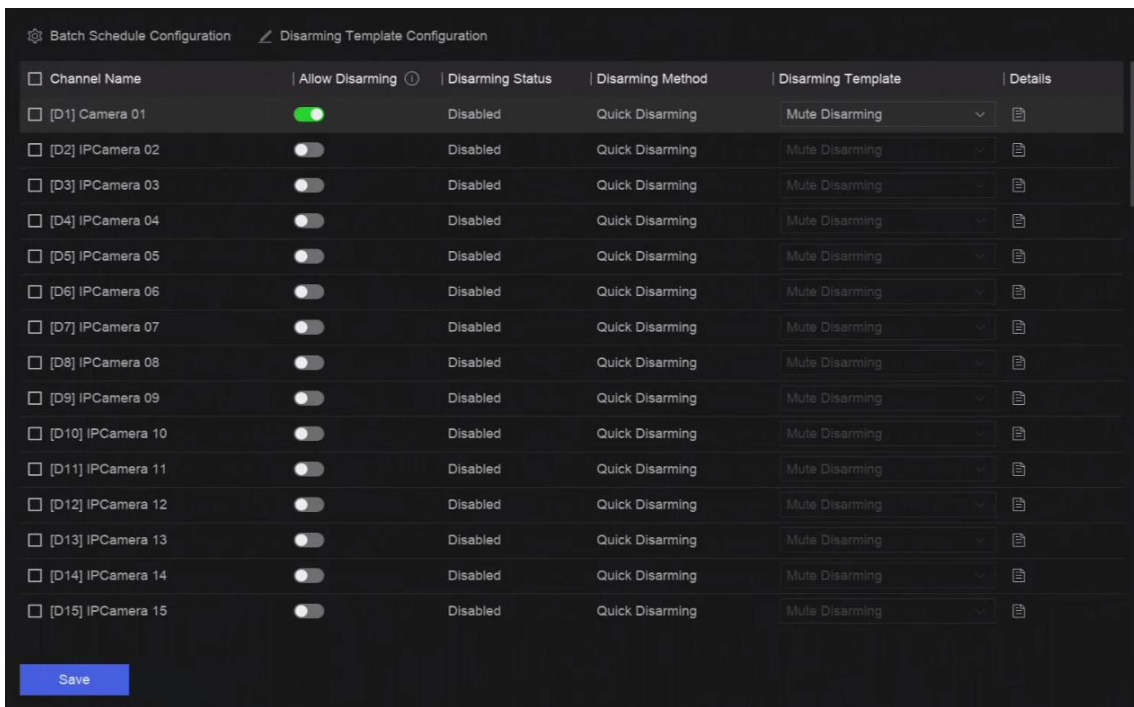 Batch Schedule Configuration Disarming Template Configuration
Channel Name Allow Disarming Disarming Status Disarming Method Disarming Template Details
[D1] Camera 01 Disabled Quick Disarming Mute Disarming
[D2] IPCamera 02 Disabled Quick Disarming Mute Disarming
[D3] IPCamera 03 Disabled Quick Disarming Mute Disarming
[D4] IPCamera 04 Disabled Quick Disarming Mute Disarming
[D5] IPCamera 05 Disabled Quick Disarming Mute Disarming
[D6] IPCamera 06 Disabled Quick Disarming Mute Disarming
[D7] IPCamera 07 Disabled Quick Disarming Mute Disarming
[D8] IPCamera 08 Disabled Quick Disarming Mute Disarming
[D9] IPCamera 09 Disabled Quick Disarming Mute Disarming
[D10] IPCamera 10 Disabled Quick Disarming Mute Disarming
[D11] IPCamera 11 Disabled Quick Disarming Mute Disarming
[D12] IPCamera 12 Disabled Quick Disarming Mute Disarming
[D13] IPCamera 13 Disabled Quick Disarming Mute Disarming
[D14] IPCamera 14 Disabled Quick Disarming Mute Disarming
[D15] IPCamera 15 Disabled Quick Disarming Mute Disarming
Save